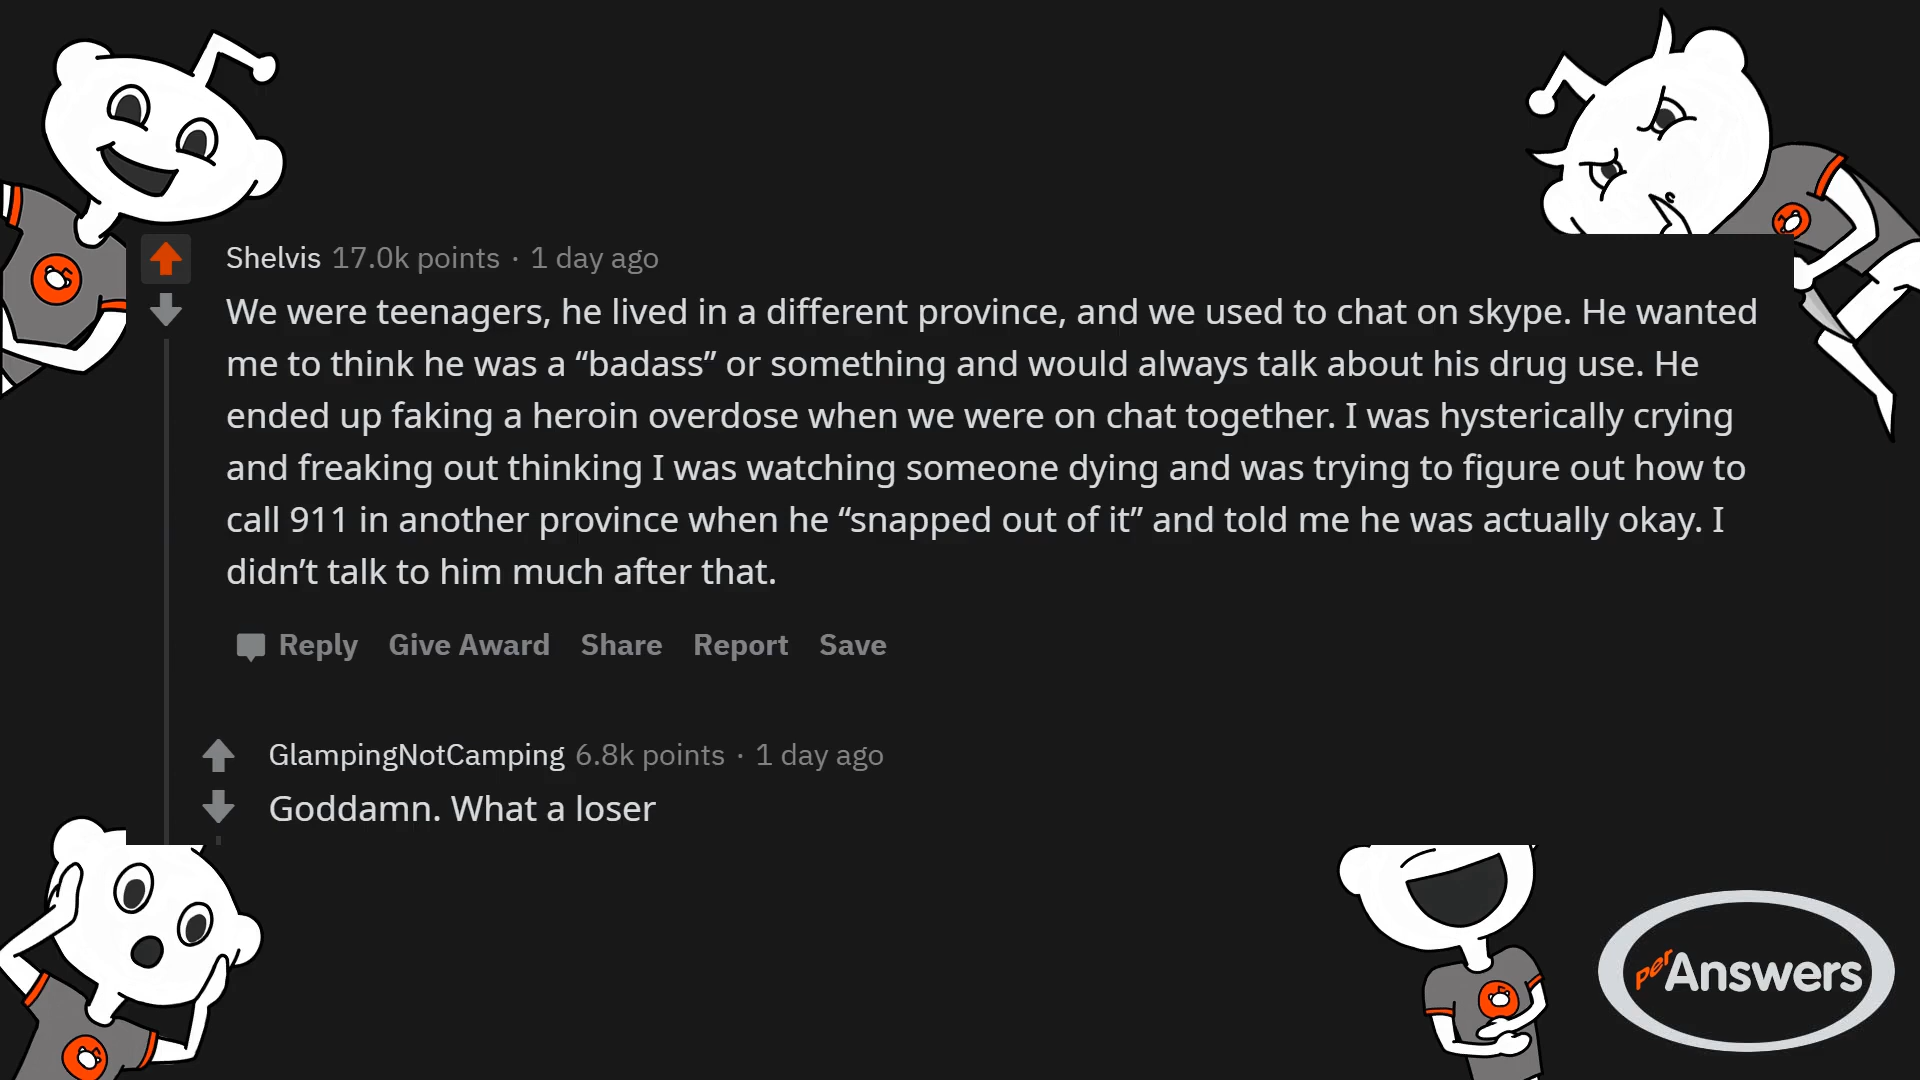 Shelvis 17.0k points · 1 day ago
We were teenagers, he lived in a different province, and we used to chat on skype. He wanted
me to think he was a “badass” or something and would always talk about his drug use. He
ended up faking a heroin overdose when we were on chat together. I was hysterically crying
and freaking out thinking I was watching someone dying and was trying to figure out how to
call 911 in another province when he “snapped out of it” and told me he was actually okay. I
didn’t talk to him much after that.
Reply Give Award Share Report Save
GlampingNotCamping 6.8k points · 1 day ago
Goddamn. What a loser
perAnswers